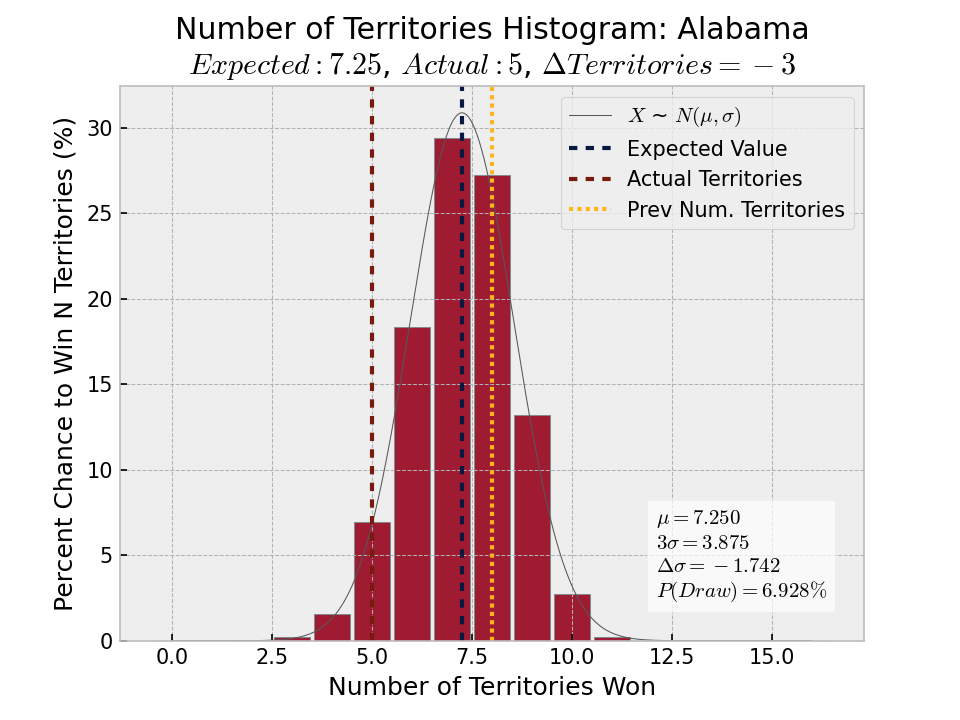 Number of Territories Histogram: Alabama
Expected : 7.25, Actual : 5, ΔTerritories = −3
X ~ N(μ, σ)
Expected Value
Actual Territories
Prev Num. Territories
Percent Chance to Win N Territories (%)
30
25
20
15
10
5
0
μ = 7.250
3σ = 3.875
Δσ = −1.742
P(Draw) = 6.928%
0.0 2.5 5.0 7.5 10.0 12.5 15.0
Number of Territories Won